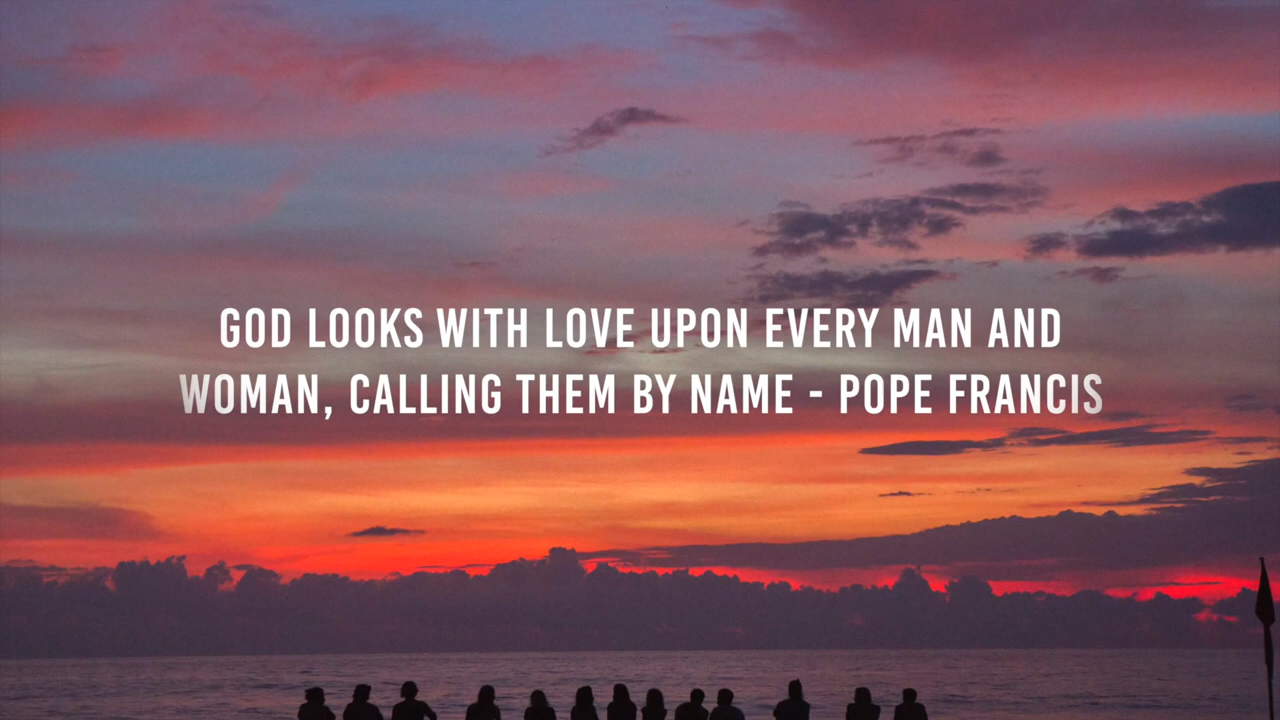 GOD LOOKS WITH LOVE UPON EVERY MAN AND
WOMAN, CALLING THEM BY NAME - POPE FRANCIS